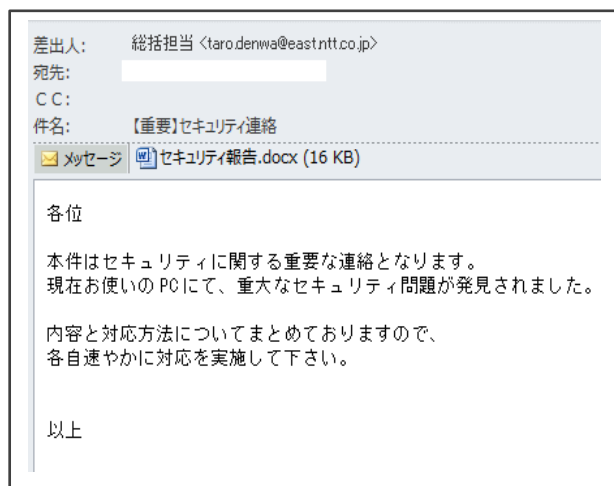 差出人: 総括担当 <taro.denwa@east.ntt.co.jp>
宛先:
CC:
件名: 【重要】セキュリティ連絡
メッセージ セキュリティ報告.docx (16 KB)
各位
本件はセキュリティに関する重要な連絡となります。
現在お使いのPCにて、重大なセキュリティ問題が発見されました。
内容と対応方法についてまとめておりますので、
各自速やかに対応を実施して下さい。
以上